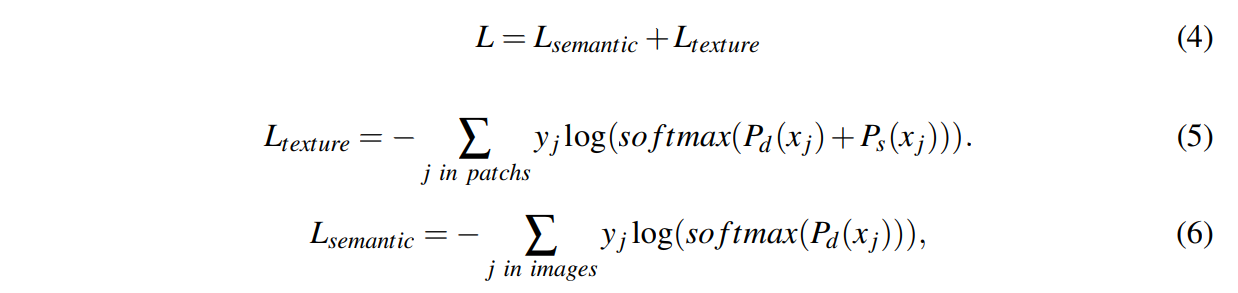 L = L_{semantic} + L_{texture} (4)
L_{texture} = − ∑_{j in patchs} y_j log(softmax(P_d(x_j) + P_s(x_j))). (5)
L_{semantic} = − ∑_{j in images} y_j log(softmax(P_d(x_j))), (6)